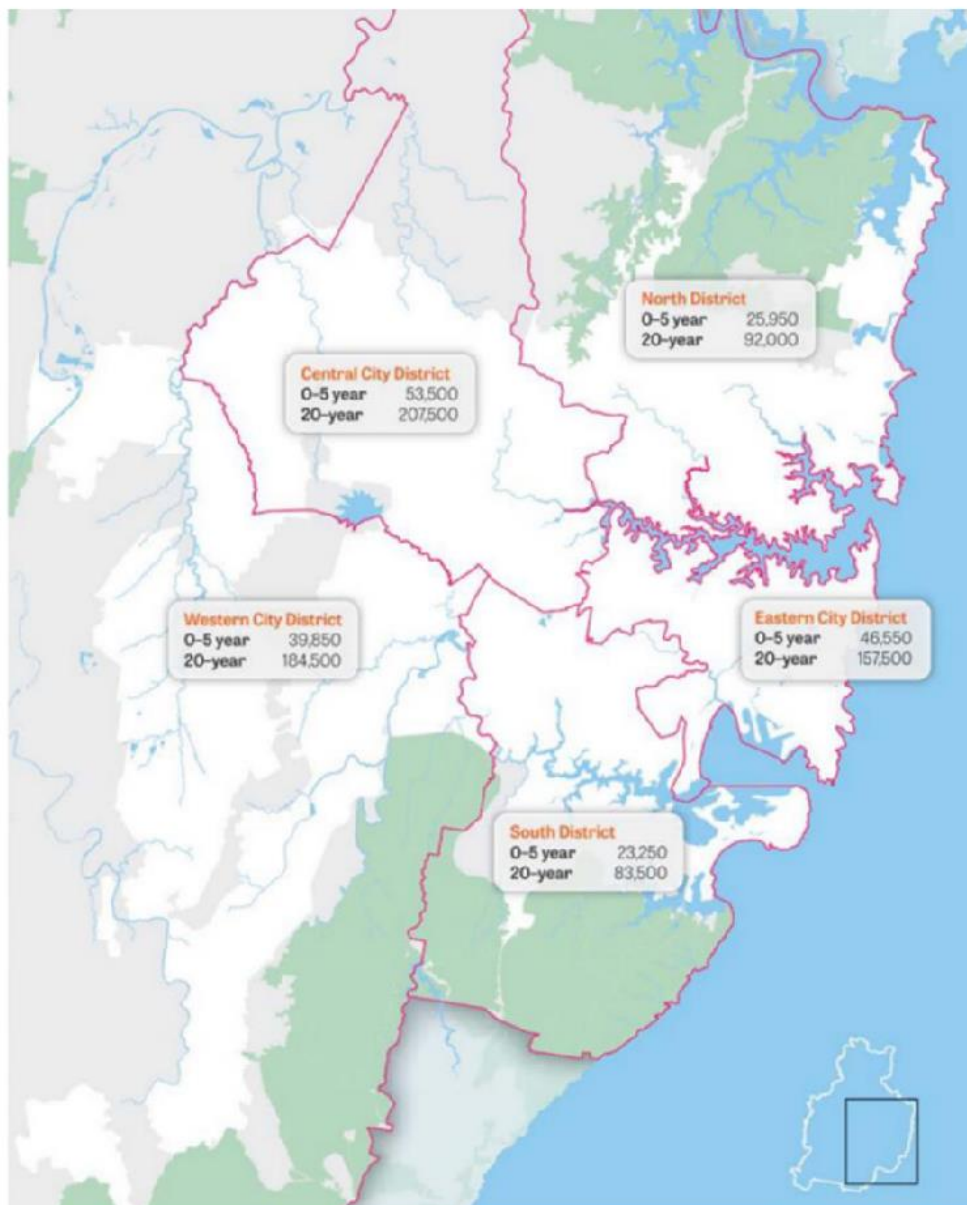 North District
0–5 year 25,950
20–year 92,000
Central City District
0–5 year 53,500
20–year 207,500
Western City District
0–5 year 39,850
20–year 184,500
Eastern City District
0–5 year 46,550
20–year 157,500
South District
0–5 year 23,250
20–year 83,500